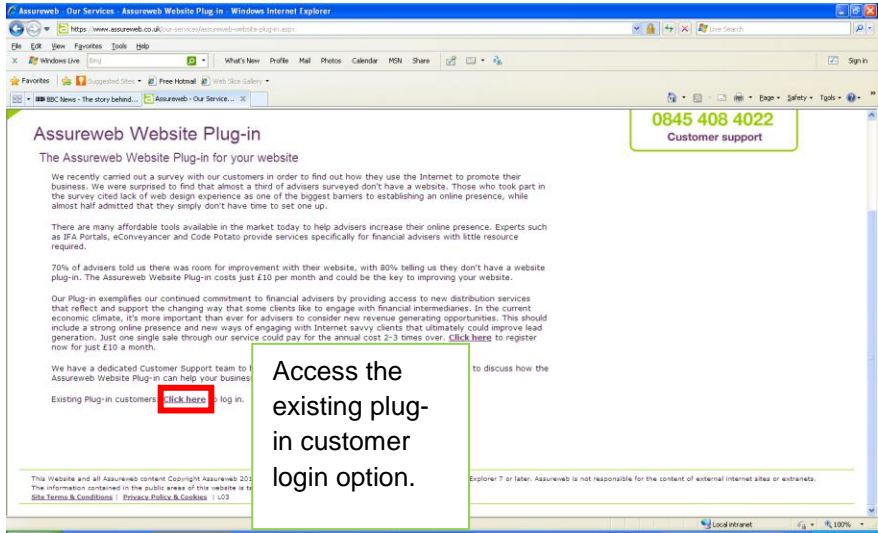 Assureweb - Our Services - Assureweb Website Plug-in - Windows Internet Explorer
https://www.assureweb.co.uk/our-services/assureweb-website-plug-in.aspx
Live Search
File Edit View Favorites Tools Help
Windows Live Bing What's New Profile Mail Photos Calendar MSN Share Sign in
Favorites Suggested Sites Free Hotmail Web Slice Gallery
BBC News - The story behind... Assureweb - Our Service... X Page Safety Tools
0845 408 4022
Customer support
Assureweb Website Plug-in
The Assureweb Website Plug-in for your website
We recently carried out a survey with our customers in order to find out how they use the Internet to promote their
business. We were surprised to find that almost a third of advisers surveyed don't have a website. Those who took part in
the survey cited lack of web design experience as one of the biggest barriers to establishing an online presence, while
almost half admitted that they simply don't have time to set one up.
There are many affordable tools available in the market today to help advisers increase their online presence. Experts such
as IFA Portals, eConveyancer and Code Potato provide services specifically for financial advisers with little resource
required.
70% of advisers told us there was room for improvement with their website, with 80% telling us they don't have a website
plug-in. The Assureweb Website Plug-in costs just £10 per month and could be the key to improving your website.
Our Plug-in exemplifies our continued commitment to financial advisers by providing access to new distribution services
that reflect and support the changing way that some clients like to engage with financial intermediaries. In the current
economic climate, it's more important than ever for advisers to consider new revenue generating opportunities. This should
include a strong online presence and new ways of engaging with Internet savvy clients that ultimately could improve lead
generation. Just one single sale through our service could pay for the annual cost 2-3 times over. Click here to register
now for just £10 a month.
We have a dedicated Customer Support team to to discuss how the
Assureweb Website Plug-in can help your
Existing Plug-in customers Click here log in.
Access the
existing plug-
in customer
login option.
This Website and all Assureweb content Copyright Assureweb Explorer 7 or later. Assureweb is not responsible for the content of external internet sites or extranets.
The information contained in the public areas of this website is
Site Terms & Conditions | Privacy Policy & Cookies | L03
Local intranet 100%